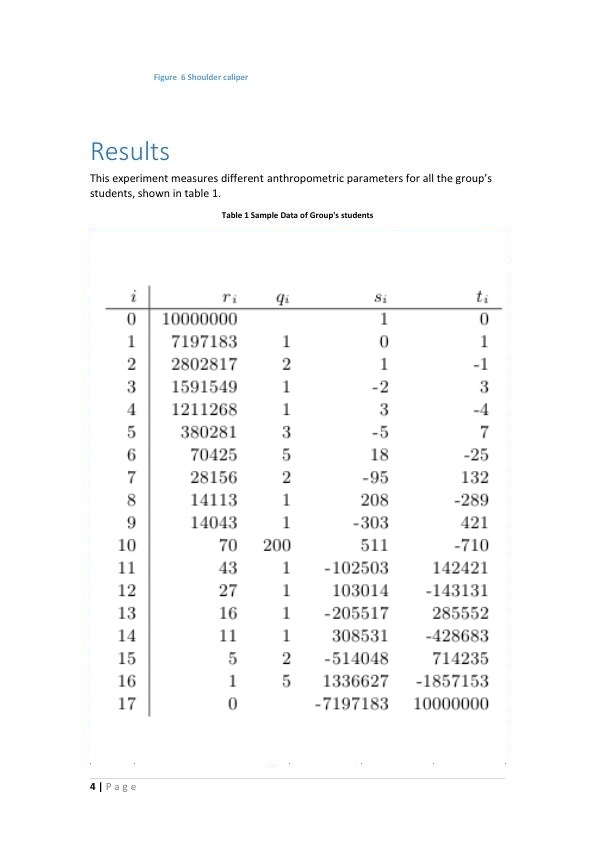 Figure 6 Shoulder caliper
Results
This experiment measures different anthropometric parameters for all the group's
students, shown in table 1.
Table 1 Sample Data of Group's students
i r i q i s i t i
0 10000000 1 0
1 7197183 1 0 1
2 2802817 2 1 -1
3 1591549 1 -2 3
4 1211268 1 3 -4
5 380281 3 -5 7
6 70425 5 18 -25
7 28156 2 -95 132
8 14113 1 208 -289
9 14043 1 -303 421
10 70 200 511 -710
11 43 1 -102503 142421
12 27 1 103014 -143131
13 16 1 -205517 285552
14 11 1 308531 -428683
15 5 2 -514048 714235
16 1 5 1336627 -1857153
17 0 -7197183 10000000
4 | P a g e